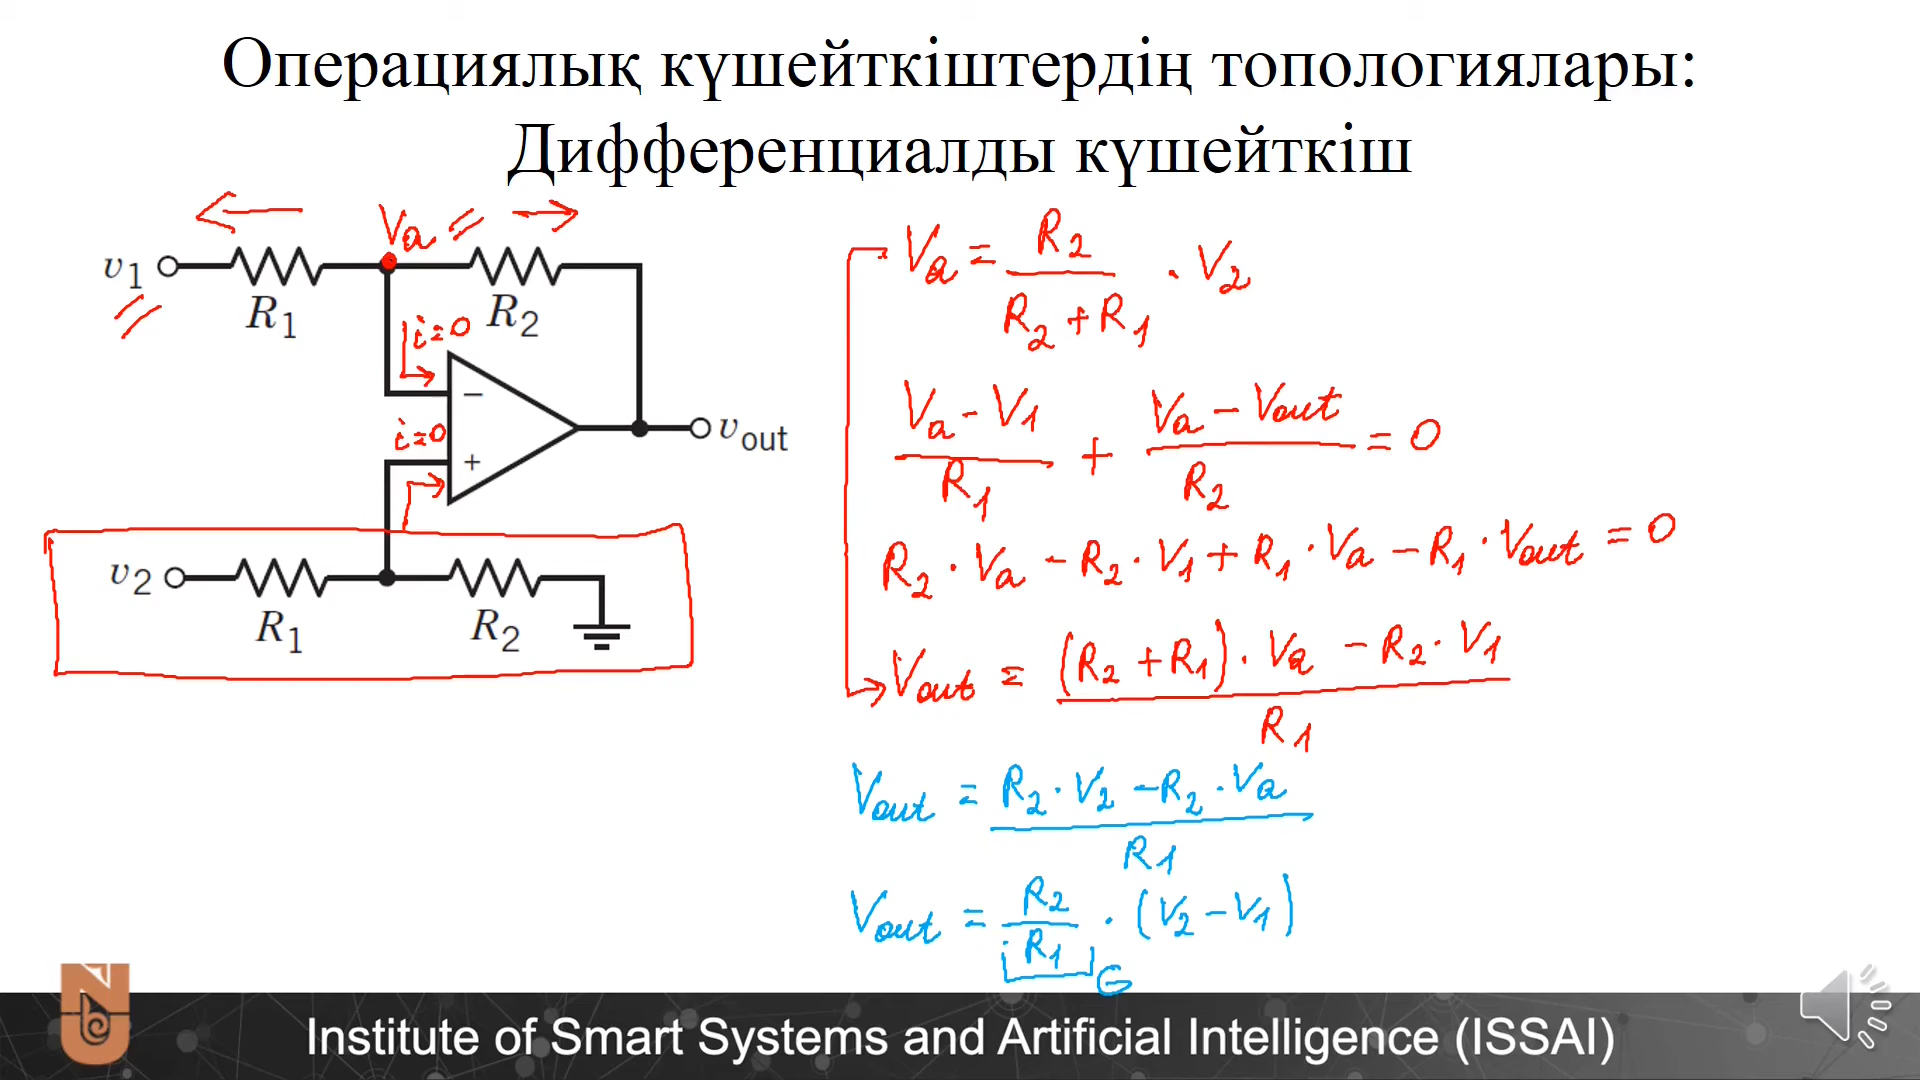 Операциялық күшейткіштердің топологиялары:
Дифференциалды күшейткіш
v1
R1
Va
R2
i=0
−
i=0
+
vout
v2
R1
R2
Va = R2 / (R2 + R1) · V2
(Va - V1) / R1 + (Va - Vout) / R2 = 0
R2 · Va - R2 · V1 + R1 · Va - R1 · Vout = 0
Vout = ((R2 + R1) · Va - R2 · V1) / R1
Vout = (R2 · V2 - R2 · Va) / R1
Vout = R2 / R1 · (V2 - V1)
G
Institute of Smart Systems and Artificial Intelligence (ISSAI)